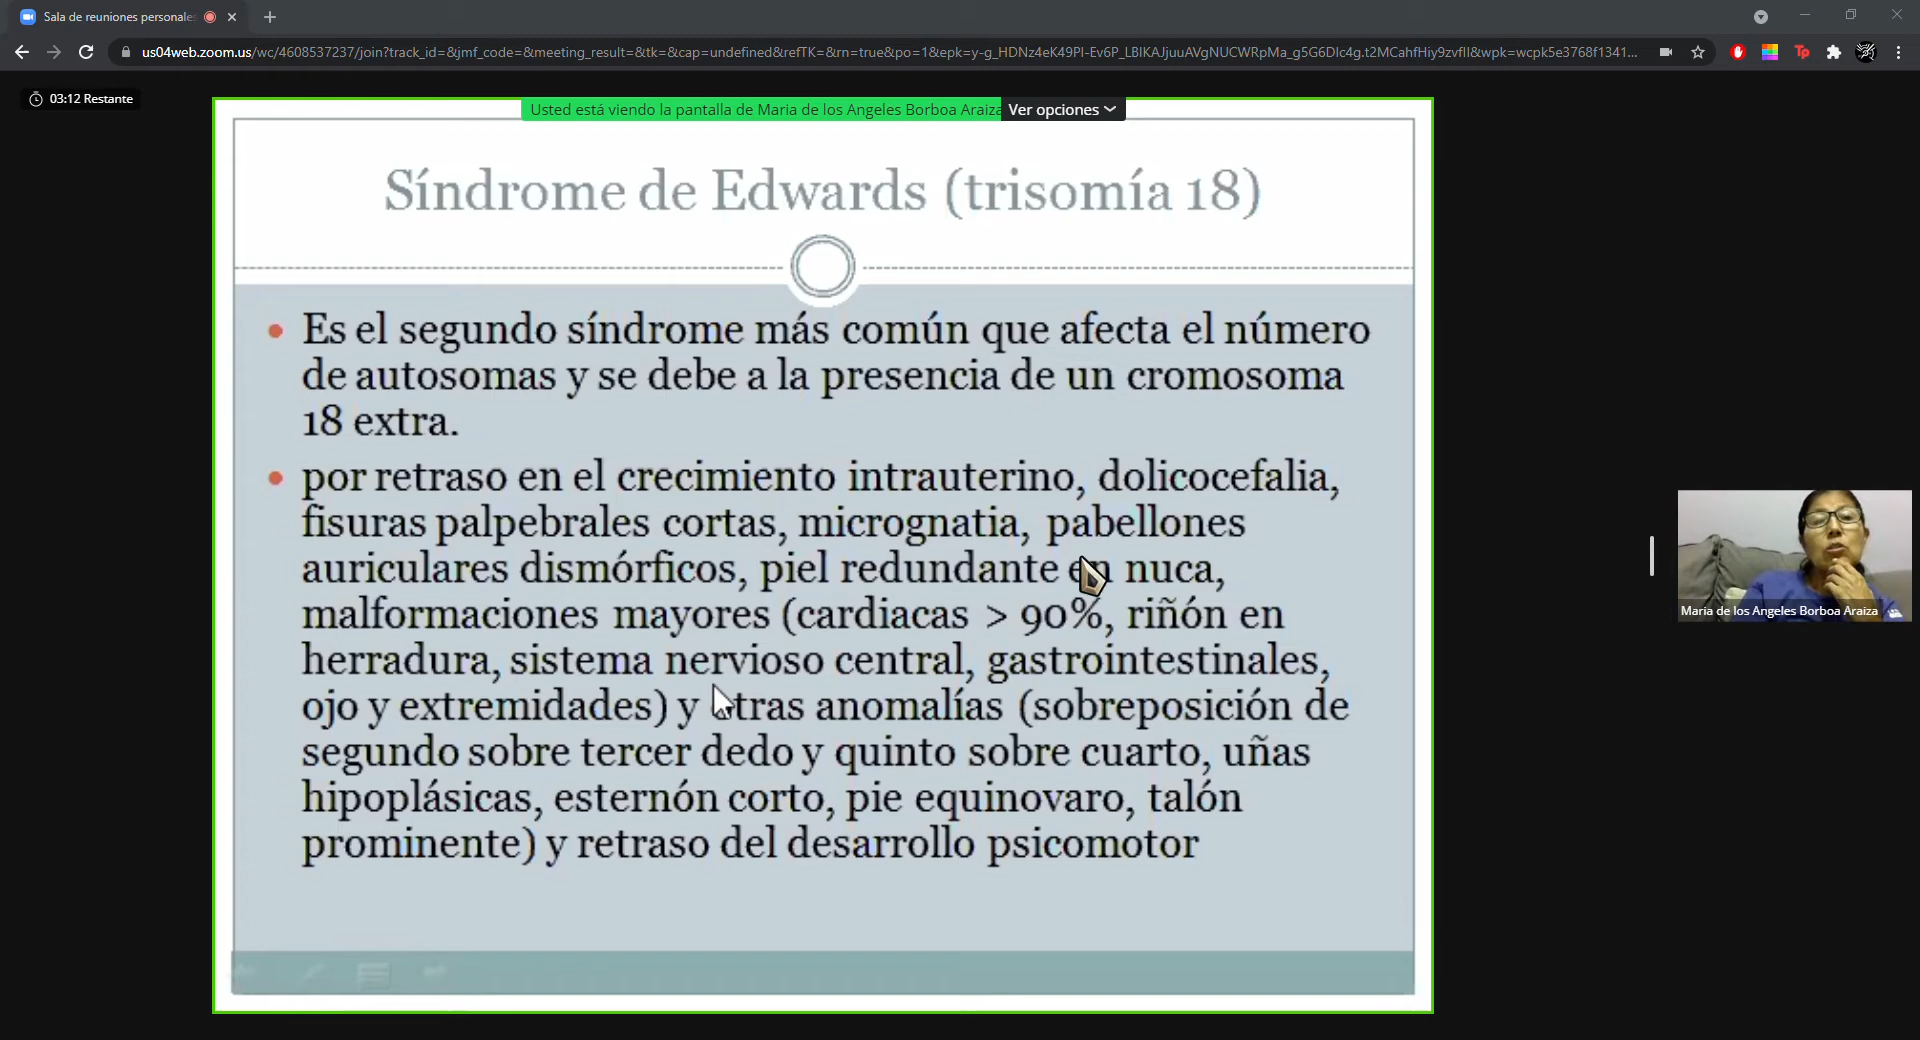 Sala de reuniones personales
us04web.zoom.us/wc/4608537237/join?track_id=&jmf_code=&meeting_result=&tk=&cap=undefined&refTK=&rn=true&po=1&epk=
03:12 Restante
Usted está viendo la pantalla de Maria de los Angeles Borboa Araiza
Ver opciones
Síndrome de Edwards (trisomía 18)
• Es el segundo síndrome más común que afecta el número
de autosomas y se debe a la presencia de un cromosoma
18 extra.
• por retraso en el crecimiento intrauterino, dolicocefalia,
fisuras palpebrales cortas, micrognatia, pabellones
auriculares dismórficos, piel redundante en nuca,
malformaciones mayores (cardiacas > 90%, riñón en
herradura, sistema nervioso central, gastrointestinales,
ojo y extremidades) y otras anomalías (sobreposición de
segundo sobre tercer dedo y quinto sobre cuarto, uñas
hipoplásicas, esternón corto, pie equinovaro, talón
prominente) y retraso del desarrollo psicomotor
Maria de los Angeles Borboa Araiza